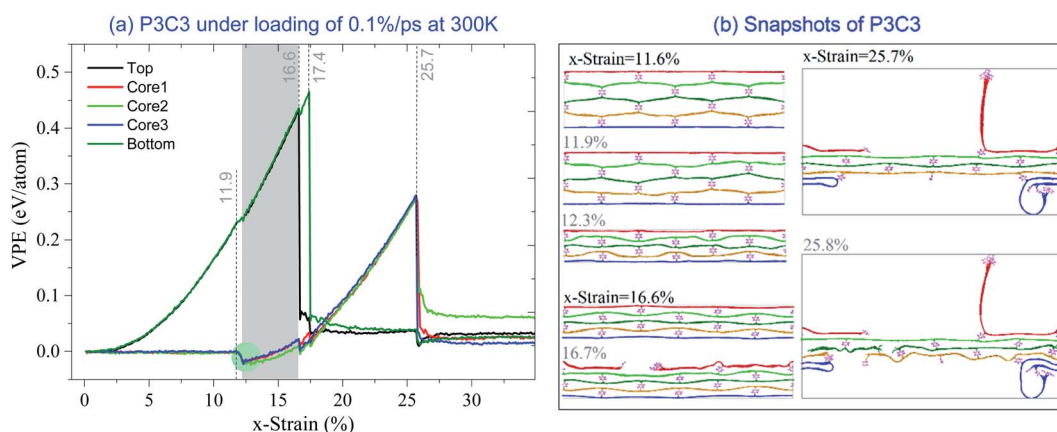 (a) P3C3 under loading of 0.1%/ps at 300K
(b) Snapshots of P3C3
VPE (eV/atom)
0.5
0.4
0.3
0.2
0.1
0.0
Top
Core1
Core2
Core3
Bottom
11.9
16.6
17.4
25.7
0
5
10
15
20
25
30
x-Strain (%)
x-Strain=11.6%
11.9%
12.3%
x-Strain=16.6%
16.7%
x-Strain=25.7%
25.8%